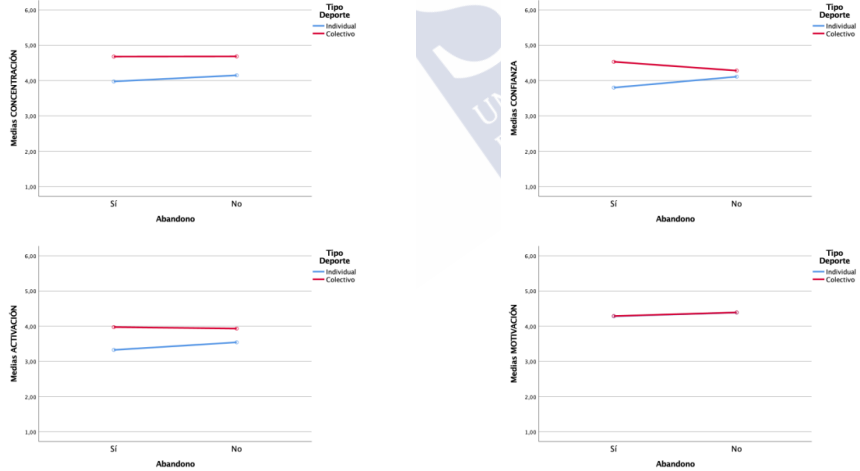 Medias CONCENTRACIÓN
6,00
5,00
4,00
3,00
2,00
1,00
Sí
No
Abandono
Tipo
Deporte
Individual
Colectivo
Medias CONFIANZA
6,00
5,00
4,00
3,00
2,00
1,00
Sí
No
Abandono
Tipo
Deporte
Individual
Colectivo
Medias ACTIVACIÓN
6,00
5,00
4,00
3,00
2,00
1,00
Sí
No
Abandono
Tipo
Deporte
Individual
Colectivo
Medias MOTIVACIÓN
6,00
5,00
4,00
3,00
2,00
1,00
Sí
No
Abandono
Tipo
Deporte
Individual
Colectivo